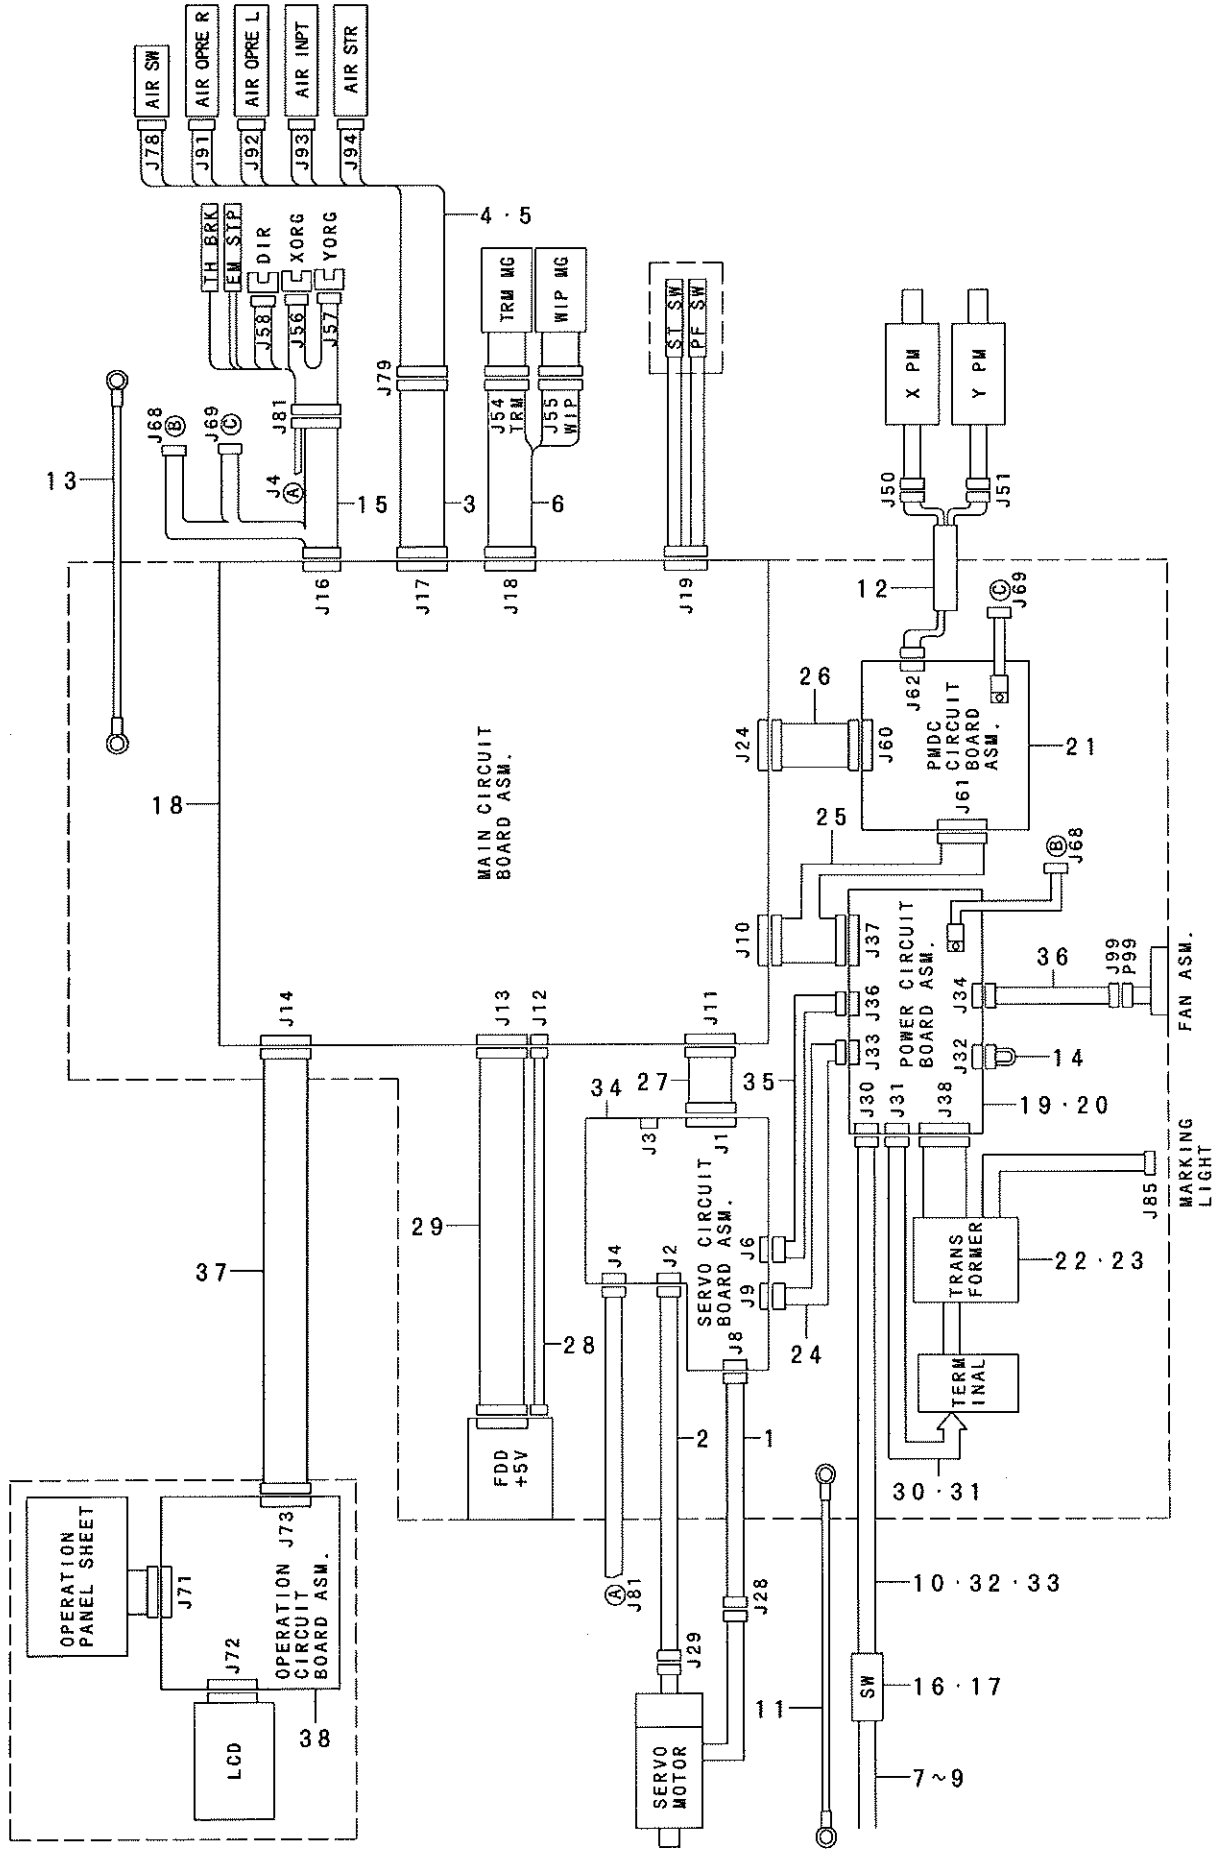 AIR SW
AIR OPRE R
AIR OPRE L
AIR INPT
AIR STR
J78
J91
J92
J93
J94
4・5
TH BRK
EM STP
DIR
XORG
YORG
J58
J56
J57
J79
J81
J68
Ⓑ
J69
Ⓒ
J4
Ⓐ
13
15
3
6
TRM MG
WIP MG
J54
TRM
J55
WIP
ST SW
PF SW
X PM
Y PM
J50
J51
12
J16
J17
J18
J19
18
MAIN CIRCUIT
BOARD ASM.
J24
26
J60
J62
PMDC
CIRCUIT
BOARD
ASM.
Ⓒ
J69
21
J61
25
J10
J37
J36
J33
POWER CIRCUIT
BOARD ASM.
Ⓑ
J68
36
J99
P99
FAN ASM.
J34
J32
14
19・20
J30
J31
J38
J14
J13
J12
J11
27
34
35
J3
J1
SERVO CIRCUIT
BOARD ASM.
J4
J2
J6
J9
J8
24
28
29
37
TRANS
FORMER
22・23
J85
MARKING
LIGHT
TERM
INAL
30・31
FDD
+5V
2
1
Ⓐ
J81
J29
J28
SERVO
MOTOR
11
10・32・33
SW
16・17
7~9
OPERATION
PANEL SHEET
J71
J73
J72
OPERATION
CIRCUIT
BOARD ASM.
LCD
38